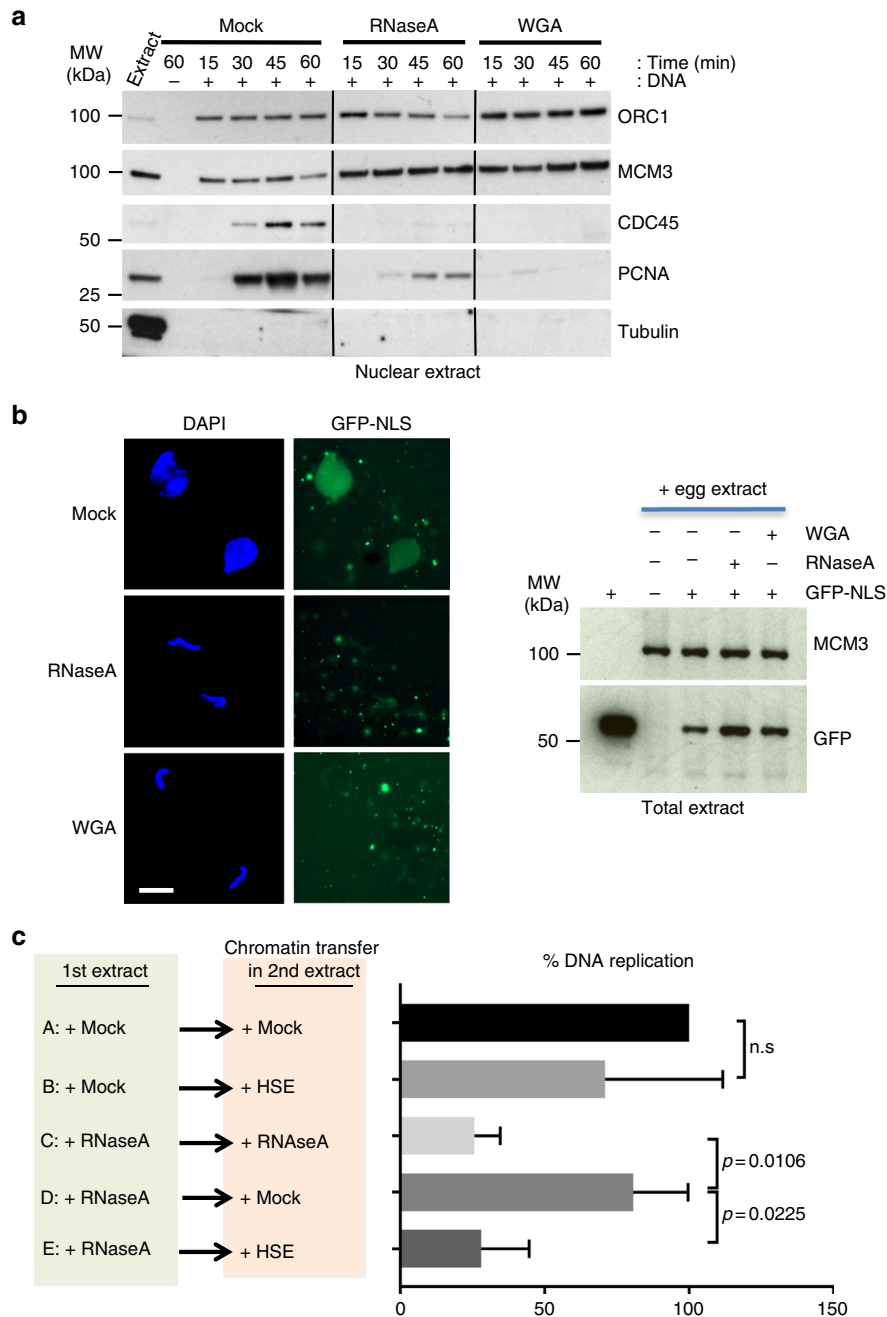 a
Mock RNaseA WGA
MW (kDa) Extract 60 15 30 45 60 15 30 45 60 15 30 45 60 : Time (min)
– + + + + + + + + + + + + : DNA
100 ORC1
100 MCM3
CDC45
50
PCNA
25
50 Tubulin
Nuclear extract
b
DAPI GFP-NLS
Mock
RNaseA
WGA
+ egg extract
– – – + WGA
– – + – RNaseA
MW (kDa) + – + + + GFP-NLS
100 MCM3
50 GFP
Total extract
c
1st extract
Chromatin transfer
in 2nd extract
% DNA replication
A: + Mock + Mock
B: + Mock + HSE
C: + RNaseA + RNAseA
D: + RNaseA + Mock
E: + RNaseA + HSE
n.s
p=0.0106
p=0.0225
0 50 100 150